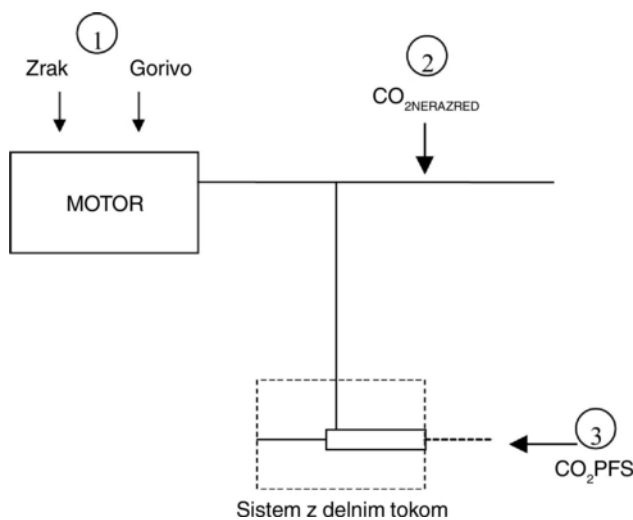 1
Zrak Gorivo
2
CO₂NERAZRED
MOTOR
3
CO₂PFS
Sistem z delnim tokom